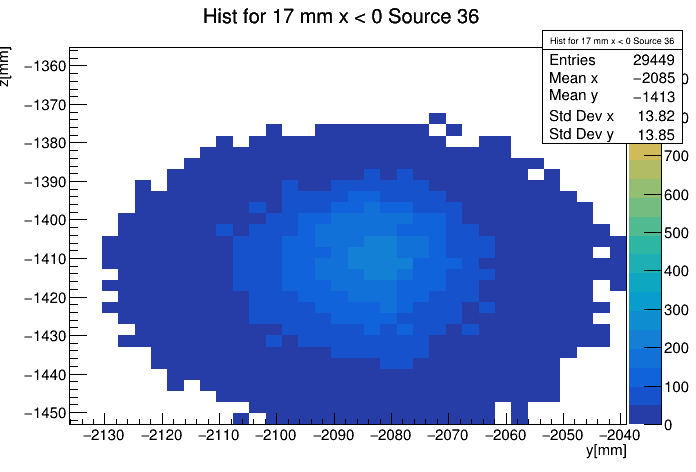 Hist for 17 mm x < 0 Source 36
Hist for 17 mm x < 0 Source 36
Entries 29449
Mean x −2085
Mean y −1413
Std Dev x 13.82
Std Dev y 13.85
z[mm]
−1360
−1370
−1380
−1390
−1400
−1410
−1420
−1430
−1440
−1450
700
600
500
400
300
200
100
0
−2130 −2120 −2110 −2100 −2090 −2080 −2070 −2060 −2050 −2040
y[mm]